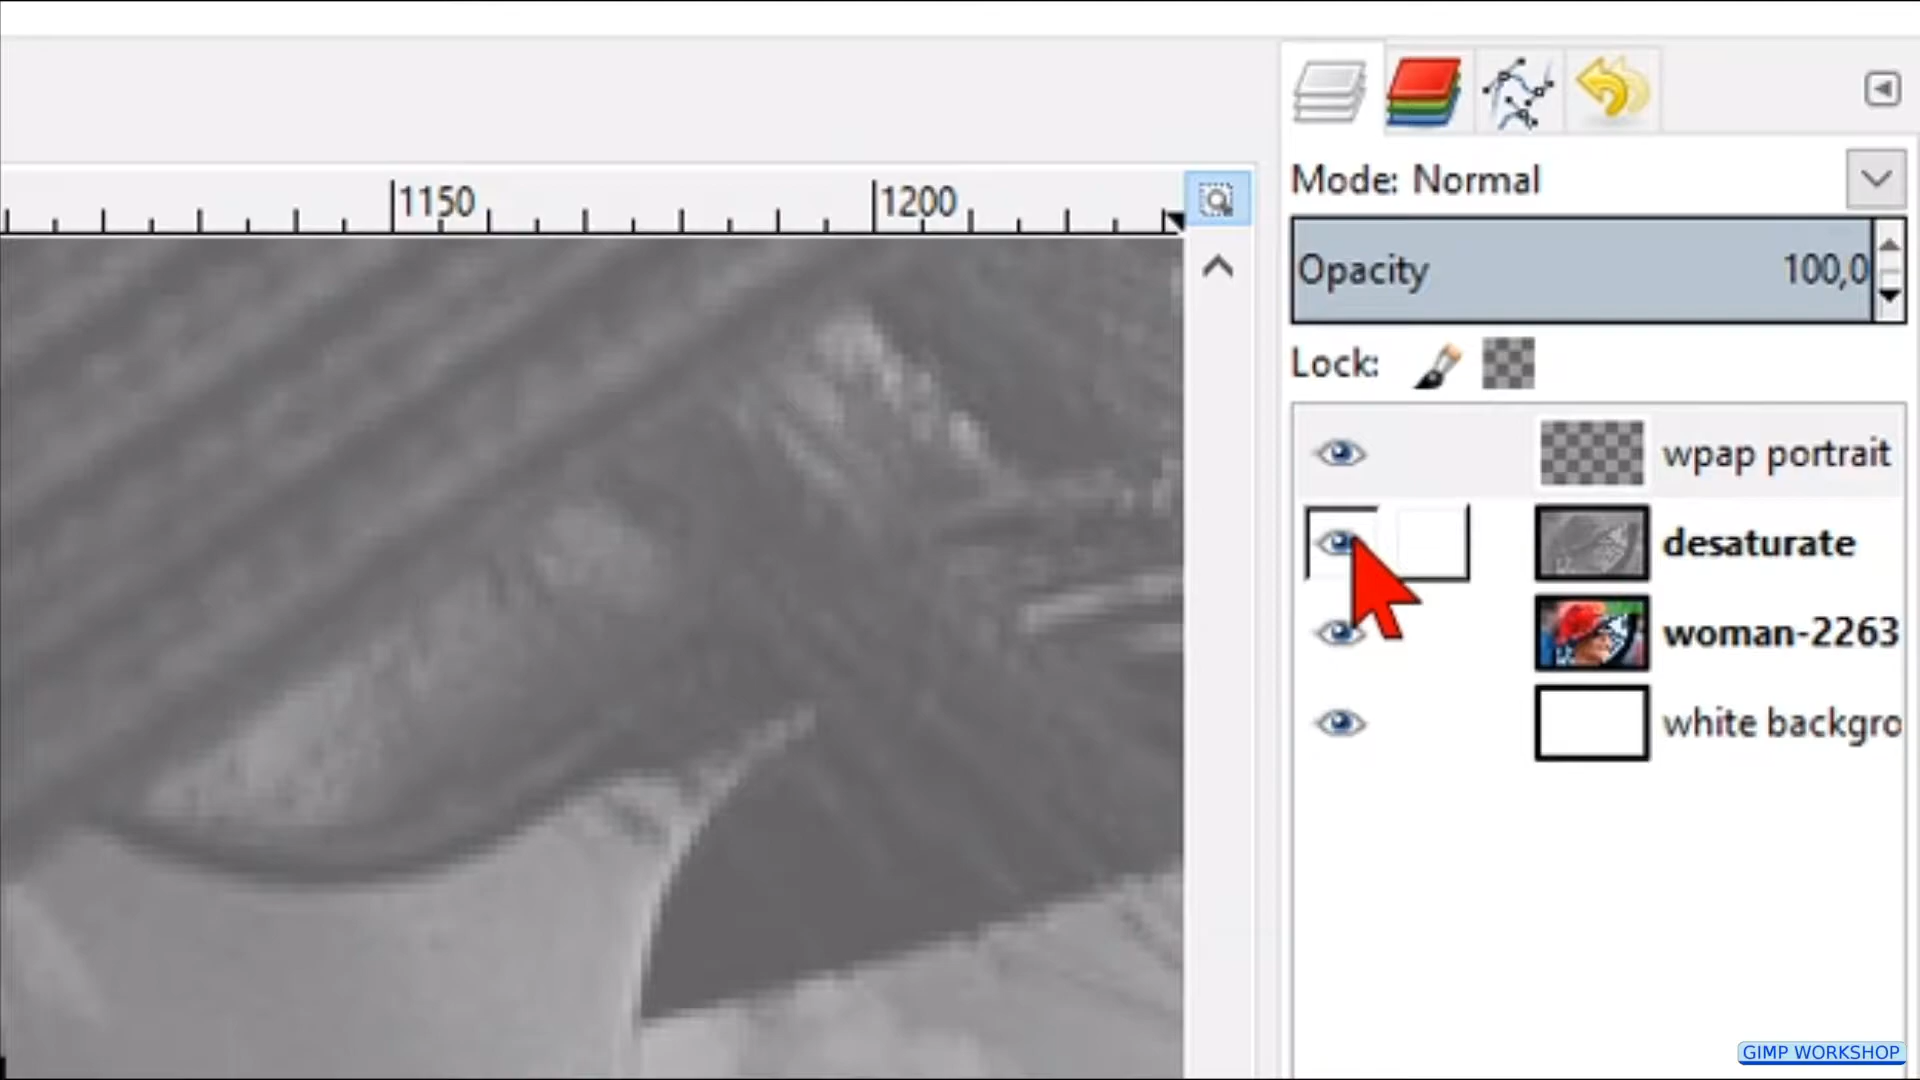 Mode: Normal
1150
1200
Opacity 100,0
Lock:
wpap portrait
desaturate
woman-2263
white backgro
GIMP WORKSHOP